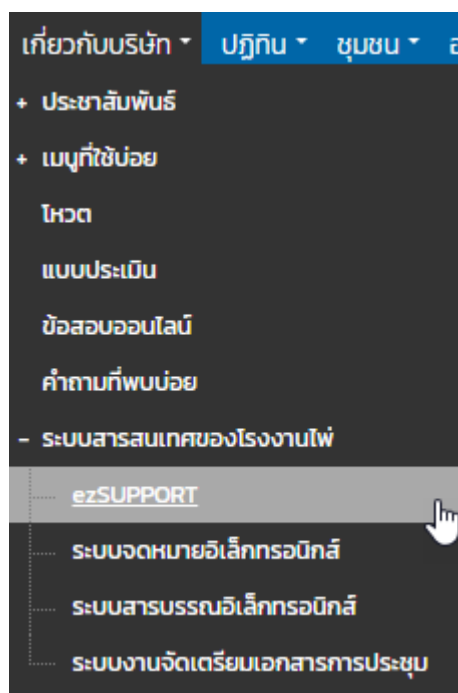 เกี่ยวกับบริษัท ปฏิทิน ชุมชน
+ ประชาสัมพันธ์
+ เมนูที่ใช้บ่อย
โหวต
แบบประเมิน
ข้อสอบออนไลน์
คำถามที่พบบ่อย
- ระบบสารสนเทศของโรงงานไพ่
ezSUPPORT
ระบบจดหมายอิเล็กทรอนิกส์
ระบบสารบรรณอิเล็กทรอนิกส์
ระบบงานจัดเตรียมเอกสารการประชุม